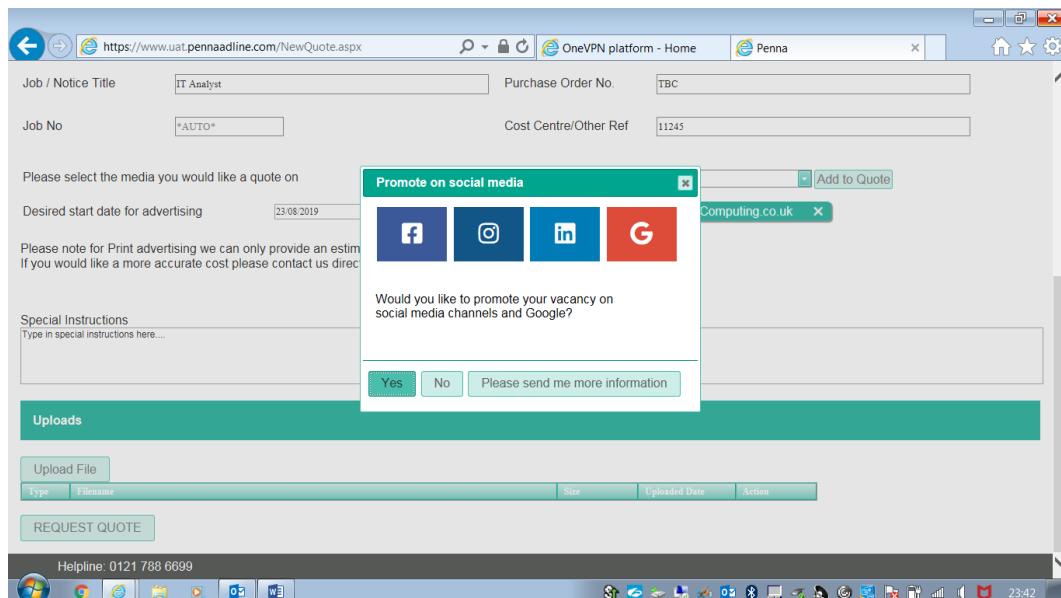 https://www.uat.pennaadline.com/NewQuote.aspx
OneVPN platform - Home
Penna
Job / Notice Title
IT Analyst
Purchase Order No.
TBC
Job No
*AUTO*
Cost Centre/Other Ref
11245
Please select the media you would like a quote on
Add to Quote
Desired start date for advertising
23/08/2019
Computing.co.uk
Please note for Print advertising we can only provide an estim
If you would like a more accurate cost please contact us direc
Promote on social media
Would you like to promote your vacancy on
social media channels and Google?
Yes
No
Please send me more information
Special Instructions
Type in special instructions here....
Uploads
Upload File
Type
Filename
Size
Uploaded Date
Action
REQUEST QUOTE
Helpline: 0121 788 6699
23:42